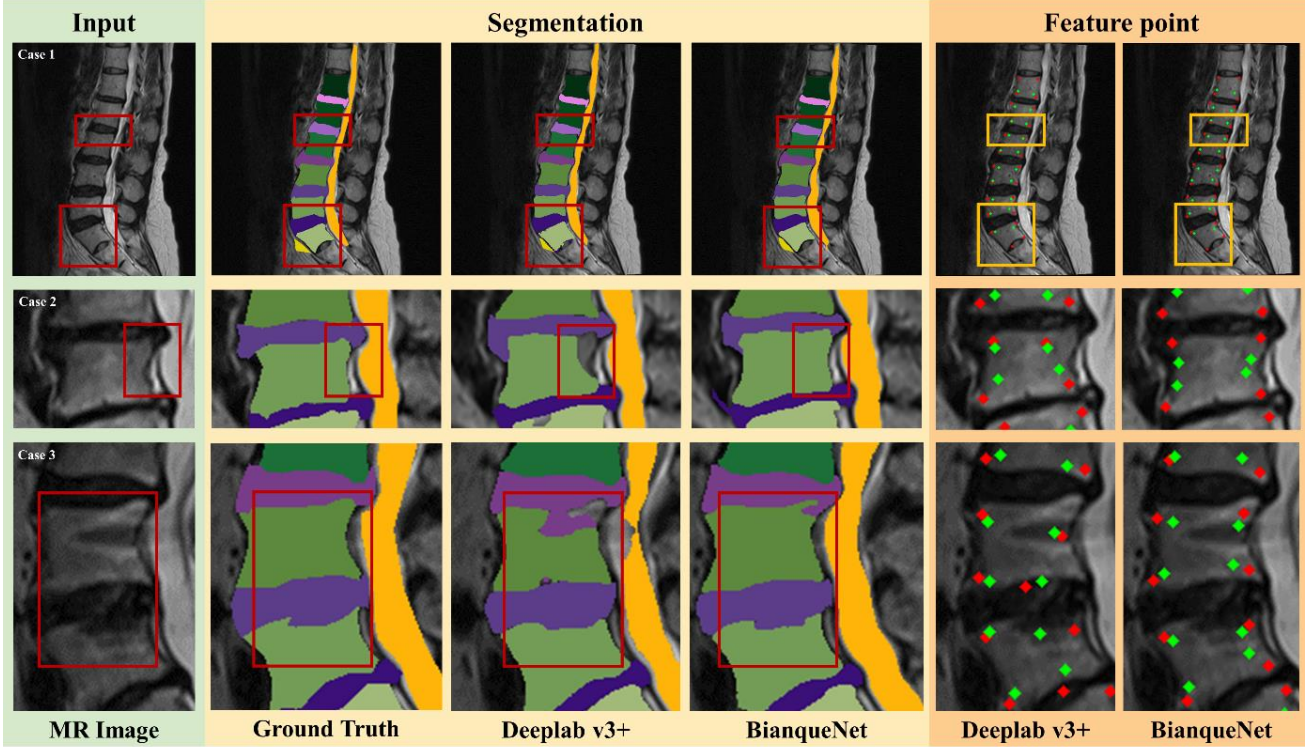 Input
Segmentation
Feature point
Case 1
Case 2
Case 3
MR Image
Ground Truth
Deeplab v3+
BianqueNet
Deeplab v3+
BianqueNet